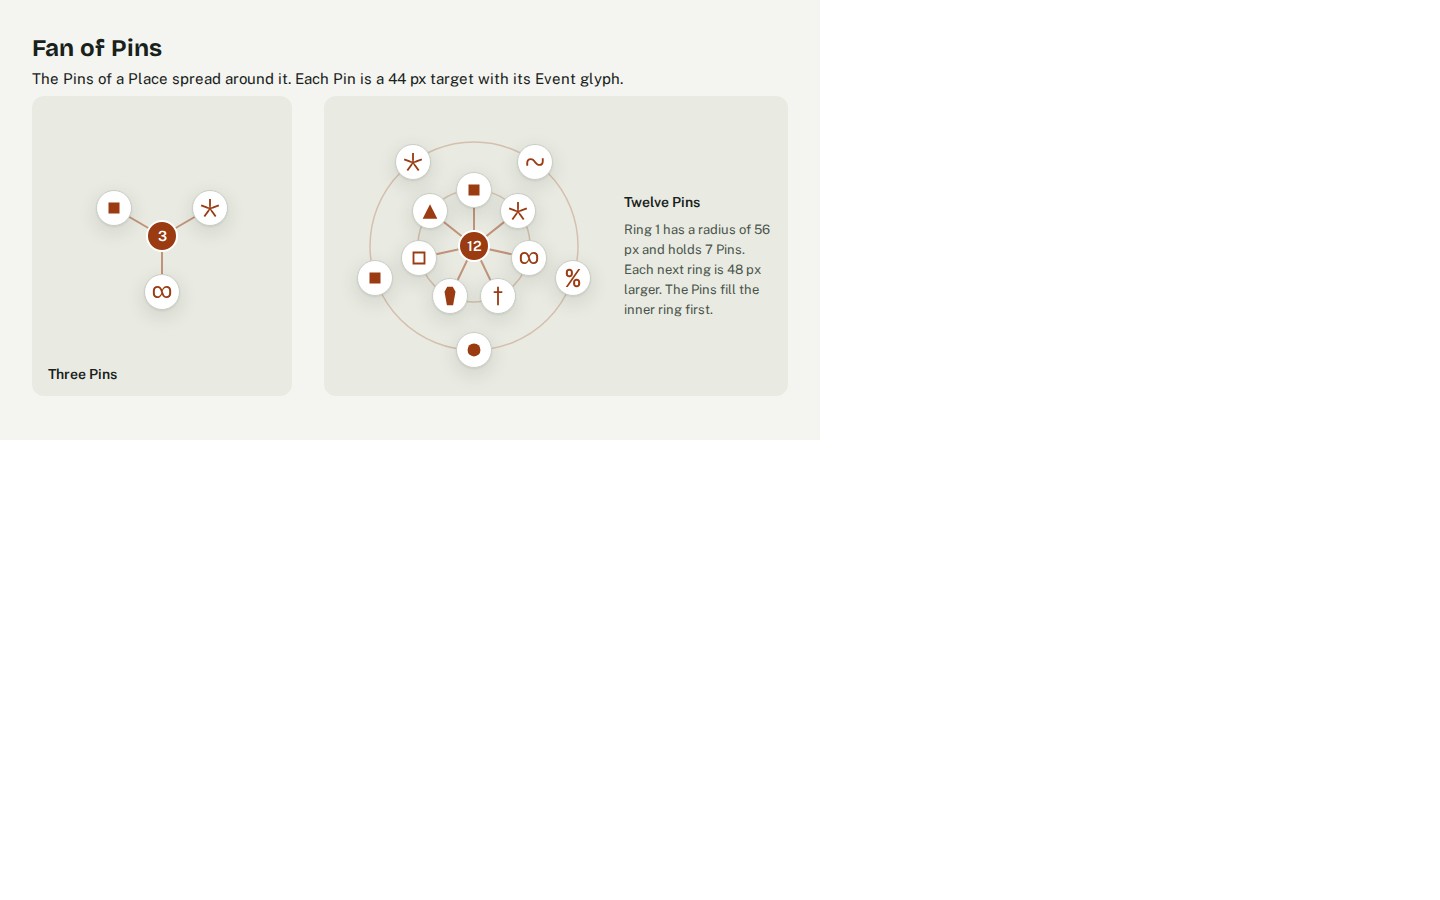 Fan of Pins
The Pins of a Place spread around it. Each Pin is a 44 px target with its Event glyph.
3
∞
Three Pins
12
∞
%
†
Twelve Pins
Ring 1 has a radius of 56
px and holds 7 Pins.
Each next ring is 48 px
larger. The Pins fill the
inner ring first.